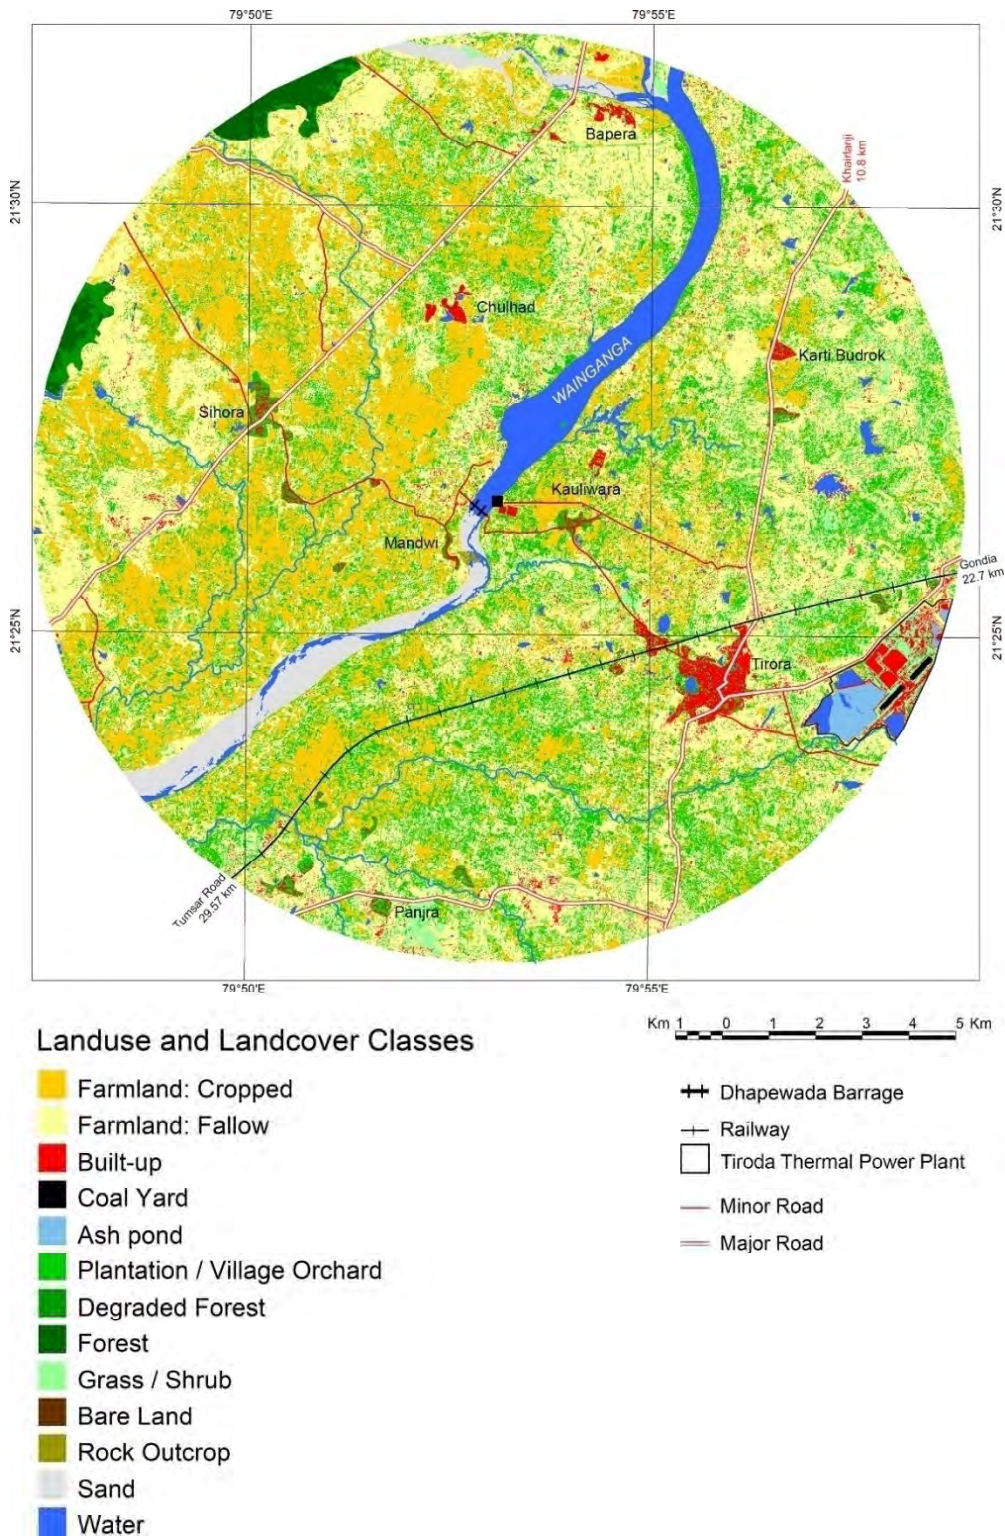 79°50'E
79°55'E
21°30'N
21°30'N
Khairlanji
10.8 km
Bapera
Chulhad
WAINGANGA
Karti Budrok
Sihora
Kauliwara
Mandwi
Gondia
22.7 km
21°25'N
21°25'N
Tirora
Tumsar Road
29.57 km
Panjra
79°50'E
79°55'E
Landuse and Landcover Classes
Farmland: Cropped
Farmland: Fallow
Built-up
Coal Yard
Ash pond
Plantation / Village Orchard
Degraded Forest
Forest
Grass / Shrub
Bare Land
Rock Outcrop
Sand
Water
Km 1 0 1 2 3 4 5 Km
Dhapewada Barrage
Railway
Tiroda Thermal Power Plant
Minor Road
Major Road